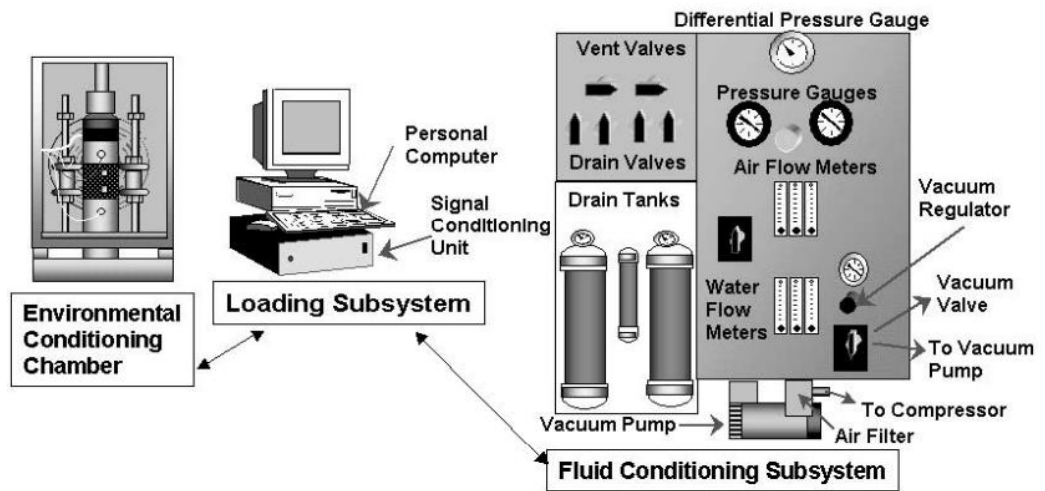 Differential Pressure Gauge
Vent Valves
Pressure Gauges
Drain Valves
Air Flow Meters
Personal
Computer
Signal
Conditioning
Unit
Drain Tanks
Vacuum
Regulator
Water
Flow
Meters
Vacuum
Valve
To Vacuum
Pump
Environmental
Conditioning
Chamber
Loading Subsystem
To Compressor
Vacuum Pump
Air Filter
Fluid Conditioning Subsystem